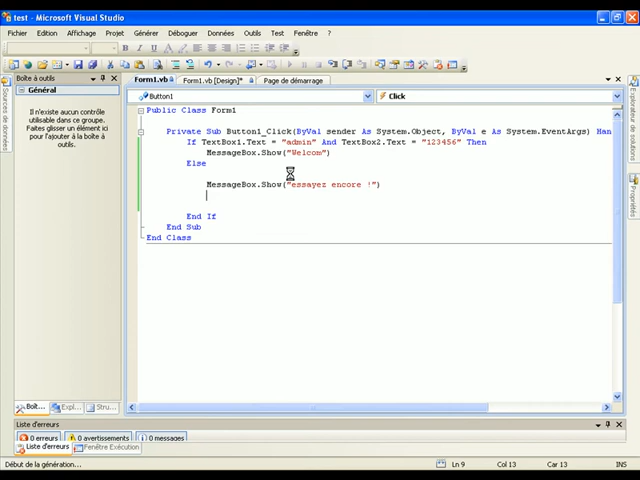 test - Microsoft Visual Studio
Fichier Edition Affichage Projet Générer Déboguer Données Outils Test Fenêtre ?
Boîte à outils
Form1.vb Form1.vb [Design]* Page de démarrage
Général
Button1 Click
Il n'existe aucun contrôle
utilisable dans ce groupe.
Faites glisser un élément ici
pour l'ajouter à la boîte à
outils.
Sources de données
Explorateur de solutions
Propriétés
Public Class Form1
Private Sub Button1_Click(ByVal sender As System.Object, ByVal e As System.EventArgs) Han
If TextBox1.Text = "admin" And TextBox2.Text = "123456" Then
MessageBox.Show("Welcom")
Else
MessageBox.Show("essayez encore !")
End If
End Sub
End Class
Boît... Expl... Stru...
Liste d'erreurs
0 erreurs 0 avertissements 0 messages
Liste d'erreurs Fenêtre Exécution
Début de la génération... Ln 9 Col 13 Car 13 INS